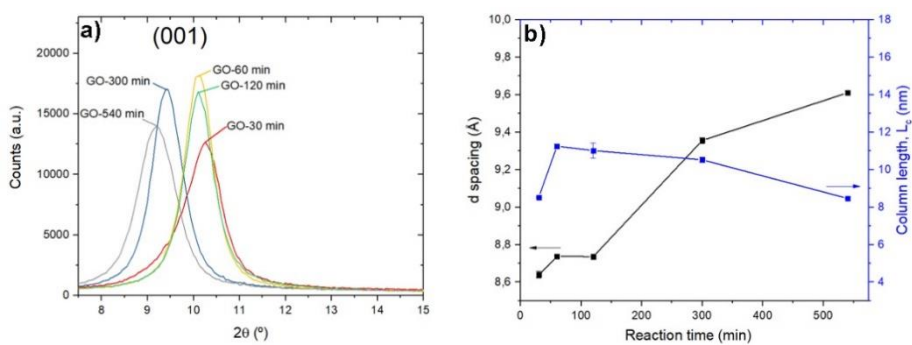 a)
(001)
20000
15000
10000
5000
0
Counts (a.u.)
GO-60 min
GO-300 min
GO-120 min
GO-540 min
GO-30 min
8 9 10 11 12 13 14 15
2θ (º)
b)
10,0
9,8
9,6
9,4
9,2
9,0
8,8
8,6
d spacing (Å)
18
16
14
12
10
8
6
4
Column length, Lc (nm)
0 100 200 300 400 500
Reaction time (min)